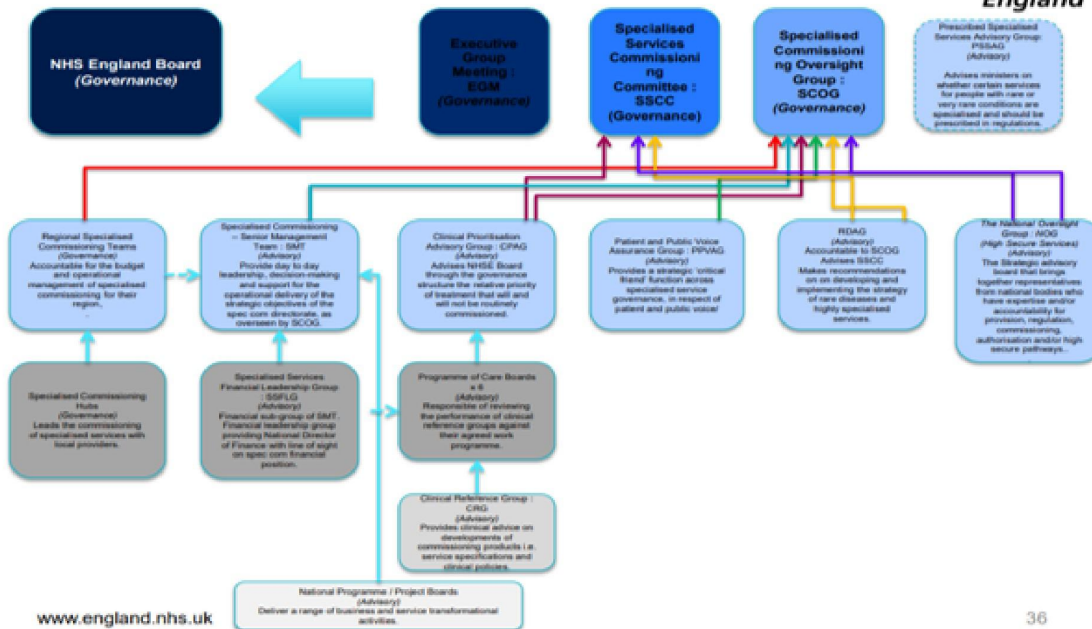 England
NHS England Board
(Governance)
Executive
Group
Meeting :
EGM
(Governance)
Specialised
Services
Commissioni
ng
Committee :
SSCC
(Governance)
Specialised
Commissioni
ng Oversight
Group :
SCOG
(Governance)
Prescribed Specialised
Services Advisory Group:
PSSAG
(Advisory)
Advises ministers on
whether certain services
for people with rare or
very rare conditions are
specialised and should be
prescribed in regulations.
Regional Specialised
Commissioning Teams
(Governance)
Accountable for the budget
and operational
management of specialised
commissioning for their
region,
.
Specialised Commissioning
– Senior Management
Team : SMT
(Advisory)
Provide day to day
leadership, decision-making
and support for the
operational delivery of the
strategic objectives of the
spec com directorate, as
overseen by SCOG.
Clinical Prioritisation
Advisory Group : CPAG
(Advisory)
Advises NHSE Board
through the governance
structure the relative priority
of treatment that will and
will not be routinely
commissioned.
Patient and Public Voice
Assurance Group : PPVAG
(Advisory)
Provides a strategic 'critical
friend' function across
specialised service
governance, in respect of
patient and public voice/
RDAG
(Advisory)
Accountable to SCOG
Advises SSCC
Makes recommendations
on on developing and
implementing the strategy
of rare diseases and
highly specialised
services.
The National Oversight
Group : NOG
(High Secure Services)
(Advisory)
The Strategic advisory
board that brings
together representatives
from national bodies who
have expertise and/or
accountability for
provision, regulation,
commissioning,
authorisation and/or high
secure pathways..
Specialised Commissioning
Hubs
(Governance)
Leads the commissioning
of specialised services with
local providers.
Specialised Services
Financial Leadership Group
: SSFLG
(Advisory)
Financial sub-group of SMT.
Financial leadership group
providing National Director
of Finance with line of sight
on spec com financial
position.
Programme of Care Boards
x 6
(Advisory)
Responsible of reviewing
the performance of clinical
reference groups against
their agreed work
programme.
Clinical Reference Group :
CRG
(Advisory)
Provides clinical advice on
developments of
commissioning products i.e.
service specifications and
clinical policies.
National Programme / Project Boards
(Advisory)
Deliver a range of business and service transformational
activities.
www.england.nhs.uk
36